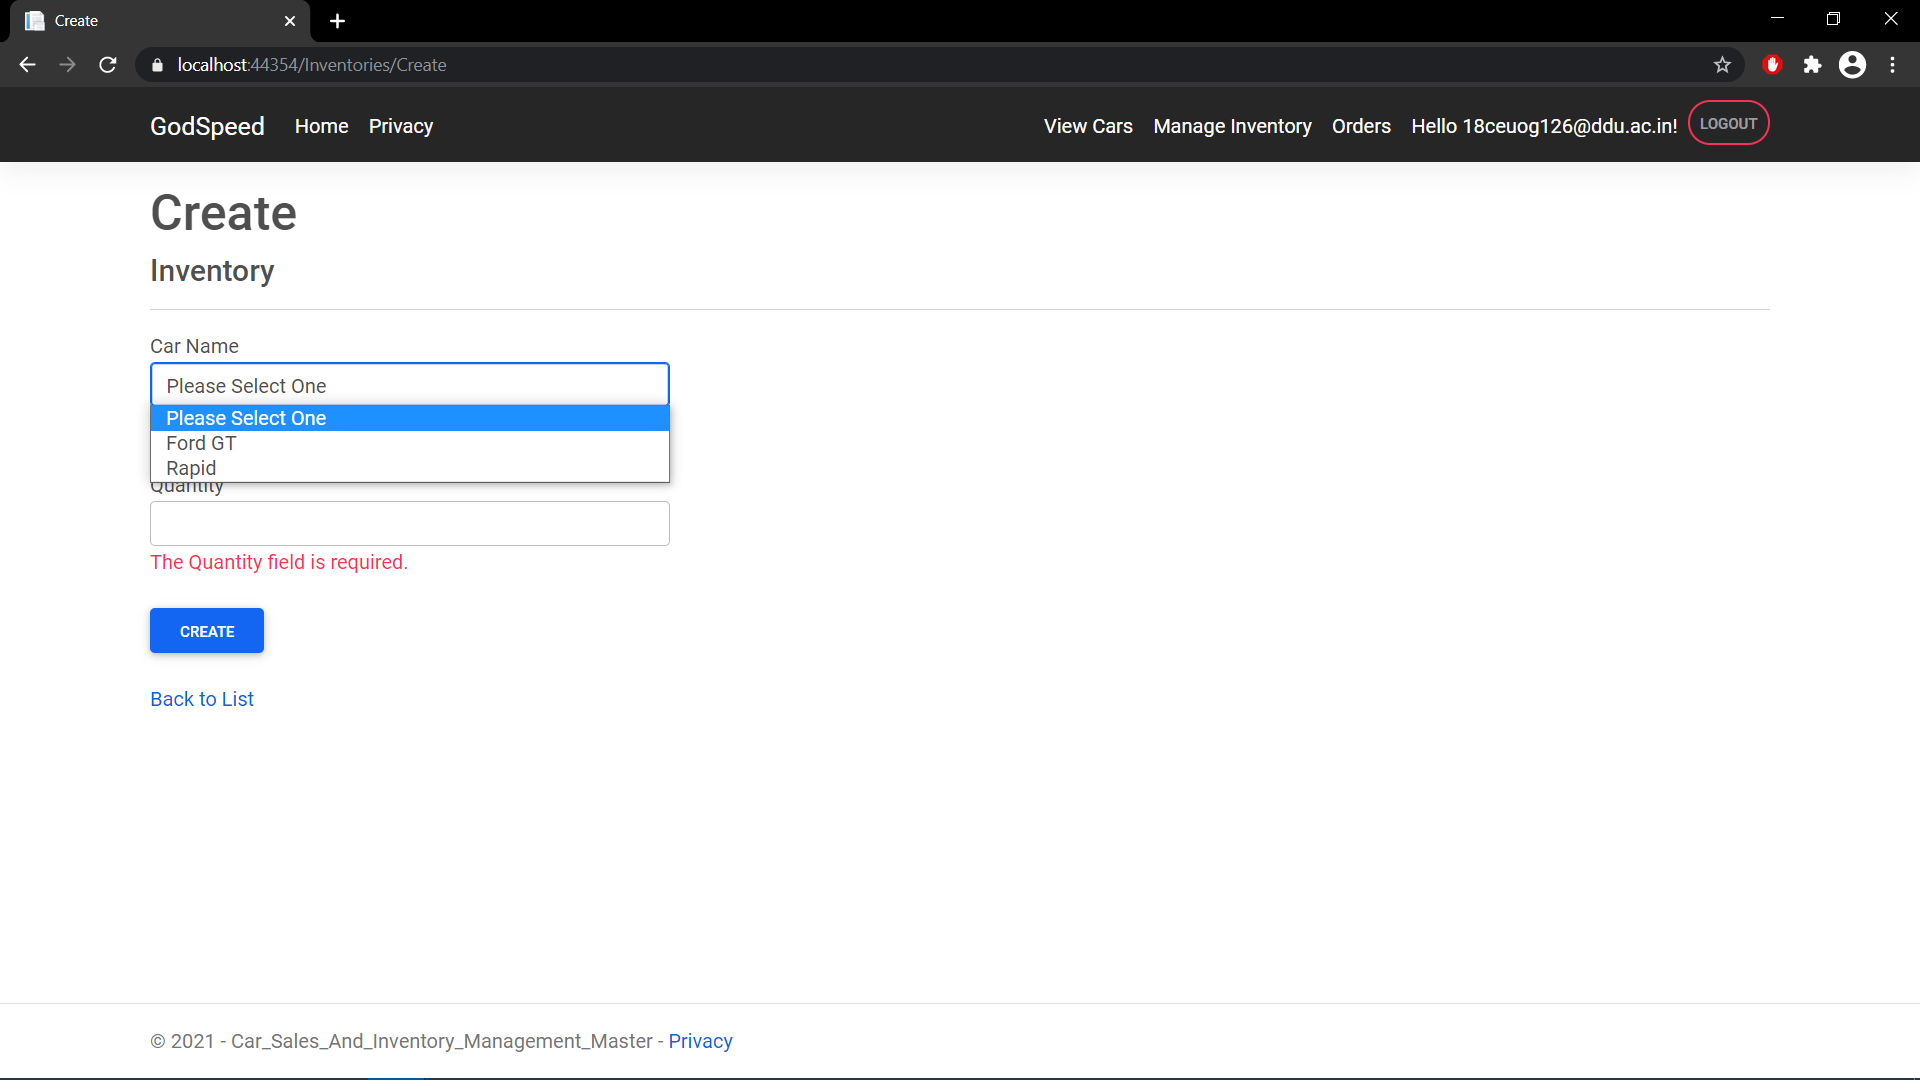 Create
localhost:44354/Inventories/Create
GodSpeed Home Privacy View Cars Manage Inventory Orders Hello 18ceuog126@ddu.ac.in! LOGOUT
Create
Inventory
Car Name
Please Select One
Please Select One
Ford GT
Rapid
Quantity
The Quantity field is required.
CREATE
Back to List
© 2021 - Car_Sales_And_Inventory_Management_Master - Privacy